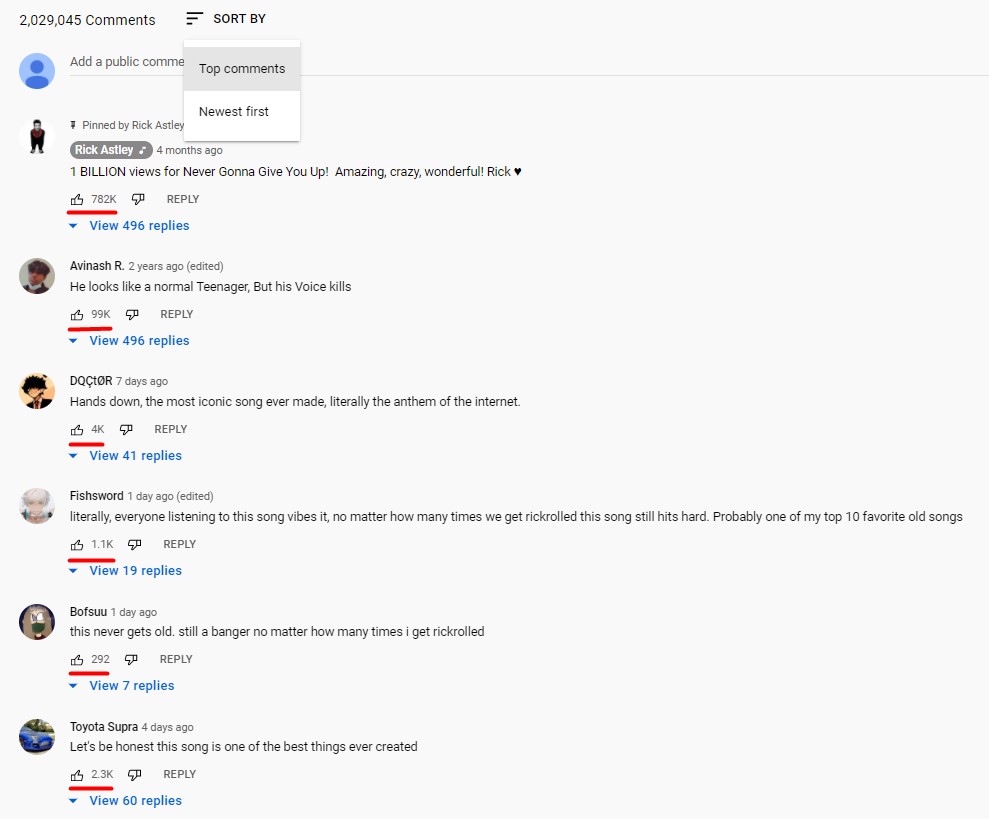 2,029,045 Comments SORT BY
Top comments
Newest first
Add a public comme
Pinned by Rick Astley
Rick Astley ♪ 4 months ago
1 BILLION views for Never Gonna Give You Up! Amazing, crazy, wonderful! Rick ♥
782K REPLY
View 496 replies
Avinash R. 2 years ago (edited)
He looks like a normal Teenager, But his Voice kills
99K REPLY
View 496 replies
DQÇtØR 7 days ago
Hands down, the most iconic song ever made, literally the anthem of the internet.
4K REPLY
View 41 replies
Fishsword 1 day ago (edited)
literally, everyone listening to this song vibes it, no matter how many times we get rickrolled this song still hits hard. Probably one of my top 10 favorite old songs
1.1K REPLY
View 19 replies
Bofsuu 1 day ago
this never gets old. still a banger no matter how many times i get rickrolled
292 REPLY
View 7 replies
Toyota Supra 4 days ago
Let's be honest this song is one of the best things ever created
2.3K REPLY
View 60 replies